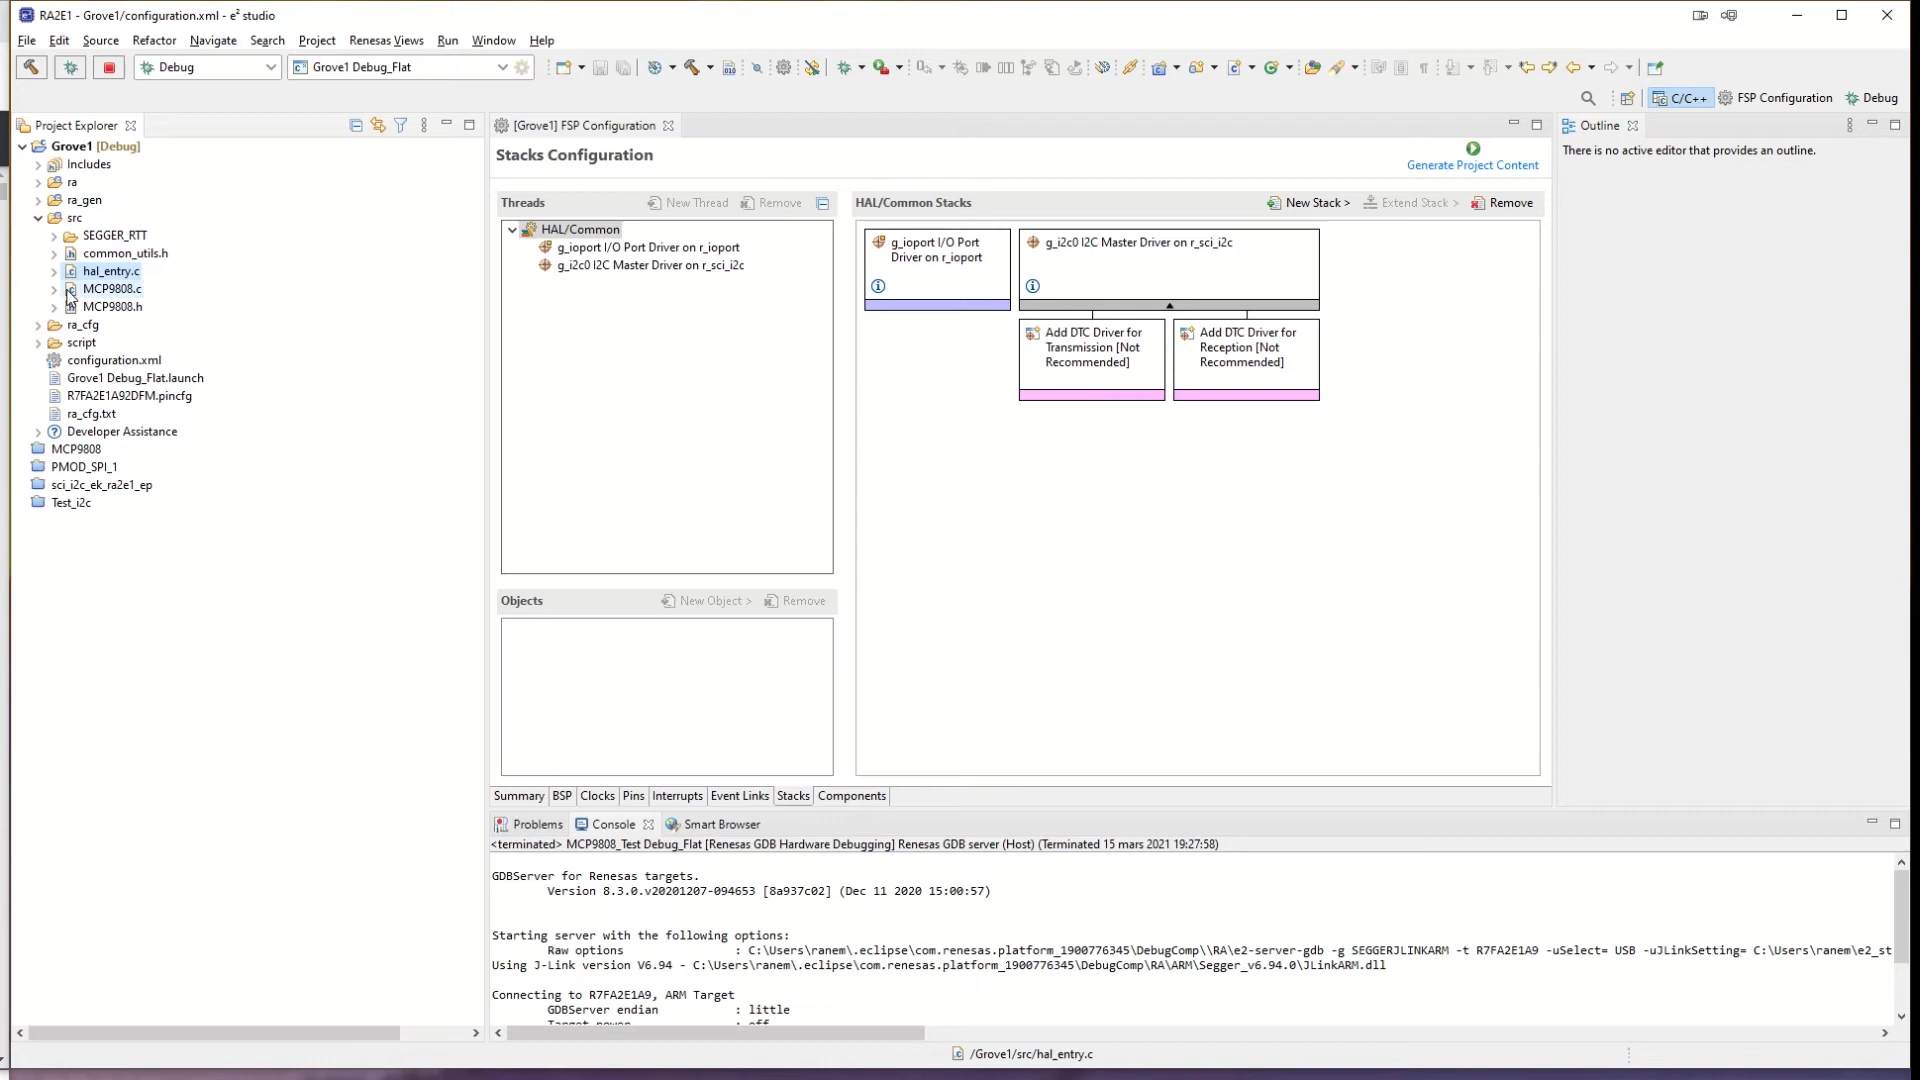 RA2E1 - Grove1/configuration.xml - e² studio
File Edit Source Refactor Navigate Search Project Renesas Views Run Window Help
Debug
Grove1 Debug_Flat
C/C++
FSP Configuration
Debug
Project Explorer
Grove1 [Debug]
Includes
ra
ra_gen
src
SEGGER_RTT
common_utils.h
hal_entry.c
MCP9808.c
MCP9808.h
ra_cfg
script
configuration.xml
Grove1 Debug_Flat.launch
R7FA2E1A92DFM.pincfg
ra_cfg.txt
Developer Assistance
MCP9808
PMOD_SPI_1
sci_i2c_ek_ra2e1_ep
Test_i2c
[Grove1] FSP Configuration
Stacks Configuration
Generate Project Content
Threads
New Thread
Remove
HAL/Common
g_ioport I/O Port Driver on r_ioport
g_i2c0 I2C Master Driver on r_sci_i2c
Objects
New Object >
Remove
HAL/Common Stacks
New Stack >
Extend Stack >
Remove
g_ioport I/O Port
Driver on r_ioport
g_i2c0 I2C Master Driver on r_sci_i2c
Add DTC Driver for
Transmission [Not
Recommended]
Add DTC Driver for
Reception [Not
Recommended]
Summary BSP Clocks Pins Interrupts Event Links Stacks Components
Outline
There is no active editor that provides an outline.
Problems Console Smart Browser
<terminated> MCP9808_Test Debug_Flat [Renesas GDB Hardware Debugging] Renesas GDB server (Host) (Terminated 15 mars 2021 19:27:58)
GDBServer for Renesas targets.
Version 8.3.0.v20201207-094653 [8a937c02] (Dec 11 2020 15:00:57)
Starting server with the following options:
Raw options : C:\Users\ranem\.eclipse\com.renesas.platform_1900776345\DebugComp\\RA\e2-server-gdb -g SEGGERJLINKARM -t R7FA2E1A9 -uSelect= USB -uJLinkSetting= C:\Users\ranem\e2_st
Using J-Link version V6.94 - C:\Users\ranem\.eclipse\com.renesas.platform_1900776345\DebugComp\RA\ARM\Segger_v6.94.0\JLinkARM.dll
Connecting to R7FA2E1A9, ARM Target
GDBServer endian : little
Target power : off
/Grove1/src/hal_entry.c